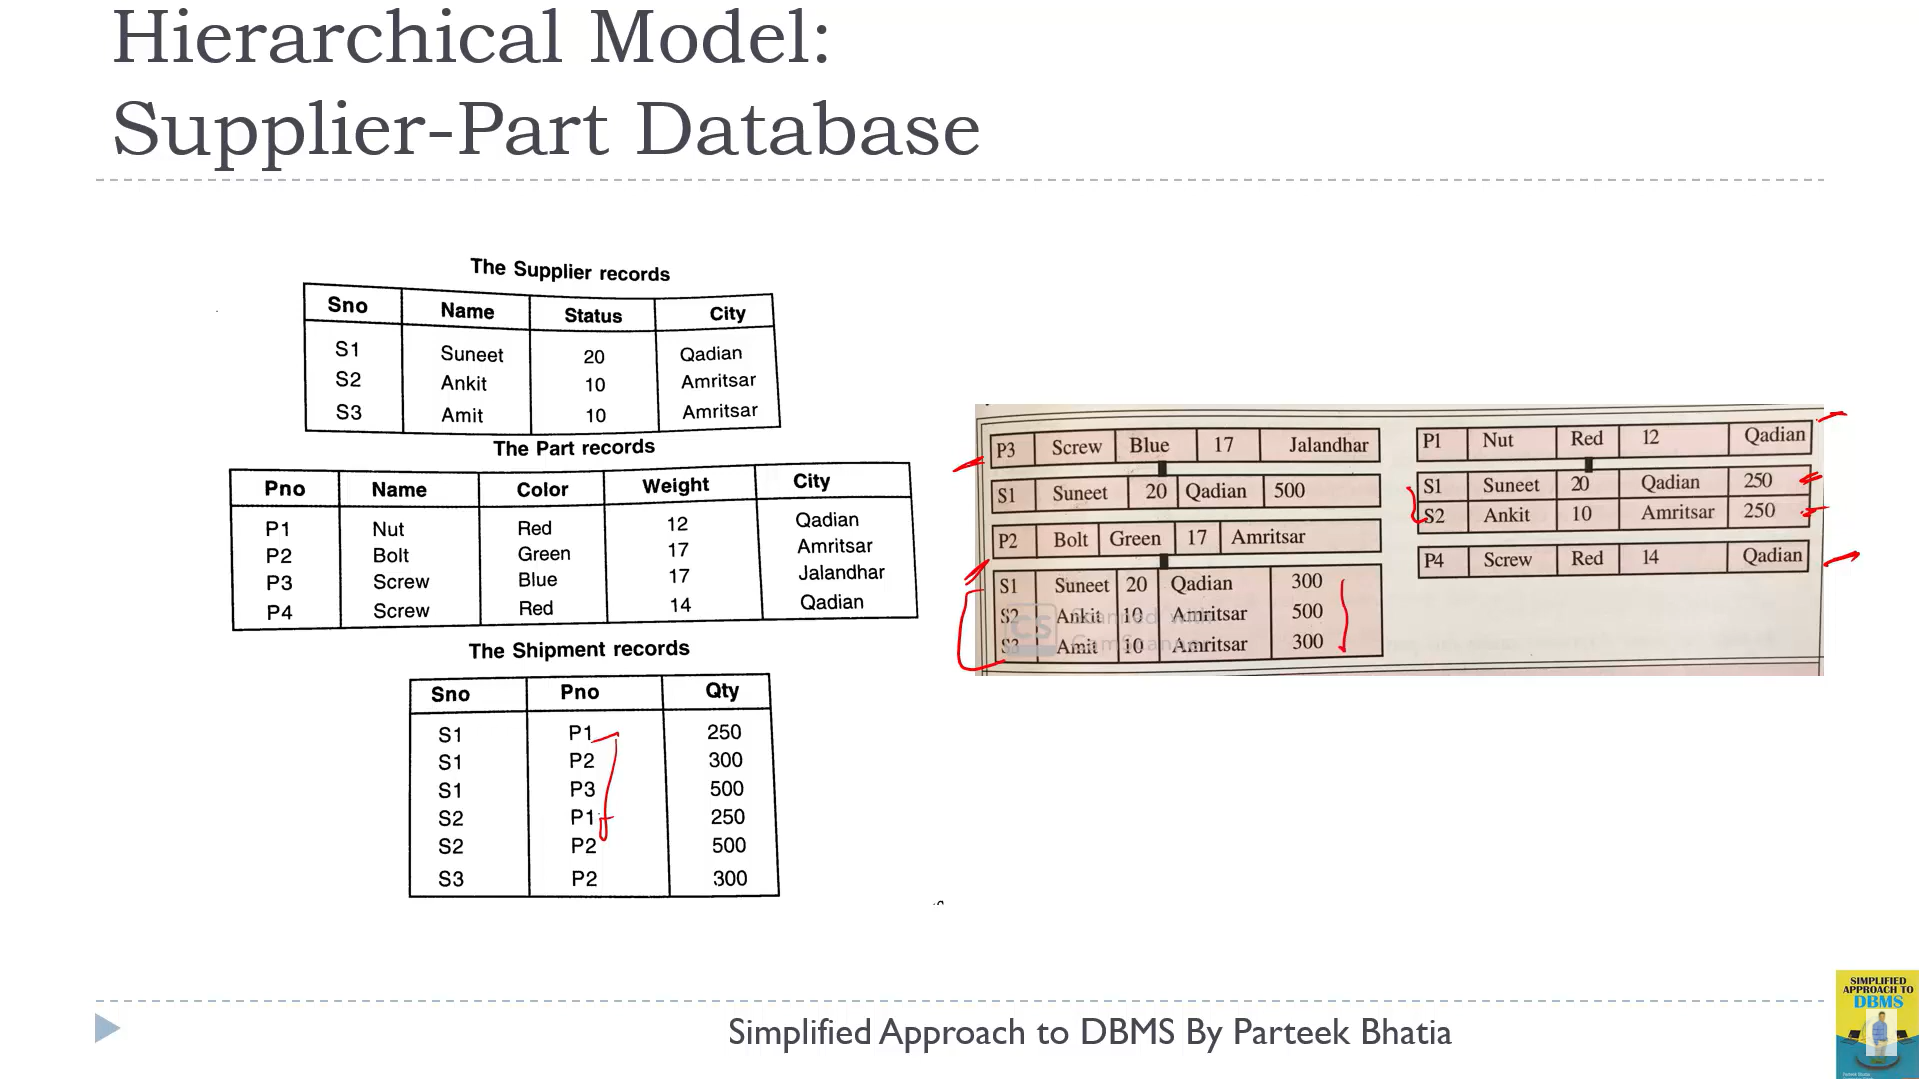 Hierarchical Model:
Supplier-Part Database
The Supplier records
Sno Name Status City
S1 Suneet 20 Qadian
S2 Ankit 10 Amritsar
S3 Amit 10 Amritsar
The Part records
Pno Name Color Weight City
P1 Nut Red 12 Qadian
P2 Bolt Green 17 Amritsar
P3 Screw Blue 17 Jalandhar
P4 Screw Red 14 Qadian
The Shipment records
Sno Pno Qty
S1 P1 250
S1 P2 300
S1 P3 500
S2 P1 250
S2 P2 500
S3 P2 300
P3 Screw Blue 17 Jalandhar
S1 Suneet 20 Qadian 500
P2 Bolt Green 17 Amritsar
S1 Suneet 20 Qadian 300
S2 Ankit 10 Amritsar 500
S3 Amit 10 Amritsar 300
CS
P1 Nut Red 12 Qadian
S1 Suneet 20 Qadian 250
S2 Ankit 10 Amritsar 250
P4 Screw Red 14 Qadian
Simplified Approach to DBMS By Parteek Bhatia
SIMPLIFIED
APPROACH TO
DBMS